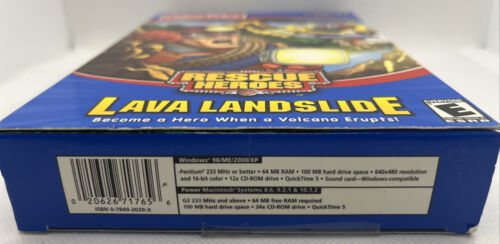 RESCUE
HEROES
LAVA LANDSLIDE
Become a Hero When a Volcano Erupts!
EVERYONE
E
Windows® 98/ME/2000/XP
Pentium® 233 MHz or better • 64 MB RAM • 100 MB hard drive space • 640x480 resolution
and 16-bit color • 12x CD-ROM drive • QuickTime 5 • Sound card—Windows-compatible
Power Macintosh® Systems 8.6, 9.2.1 & 10.1.2
G3 233 MHz and above • 64 MB free RAM required
100 MB hard drive space • 24x CD-ROM drive • QuickTime 5
0 20626 71765 6
ISBN 0-7849-2029-X